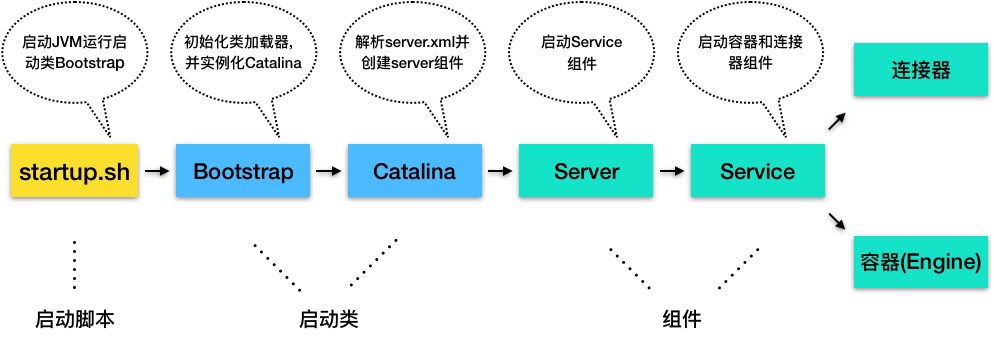 启动JVM运行启
动类Bootstrap
初始化类加载器，
并实例化Catalina
解析server.xml并
创建server组件
启动Service
组件
启动容器和连接
器组件
连接器
startup.sh
Bootstrap
Catalina
Server
Service
容器(Engine)
启动脚本
启动类
组件